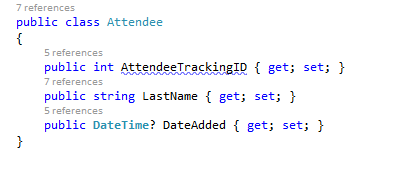 7 references
public class Attendee
{
5 references
public int AttendeeTrackingID { get; set; }
7 references
public string LastName { get; set; }
5 references
public DateTime? DateAdded { get; set; }
}